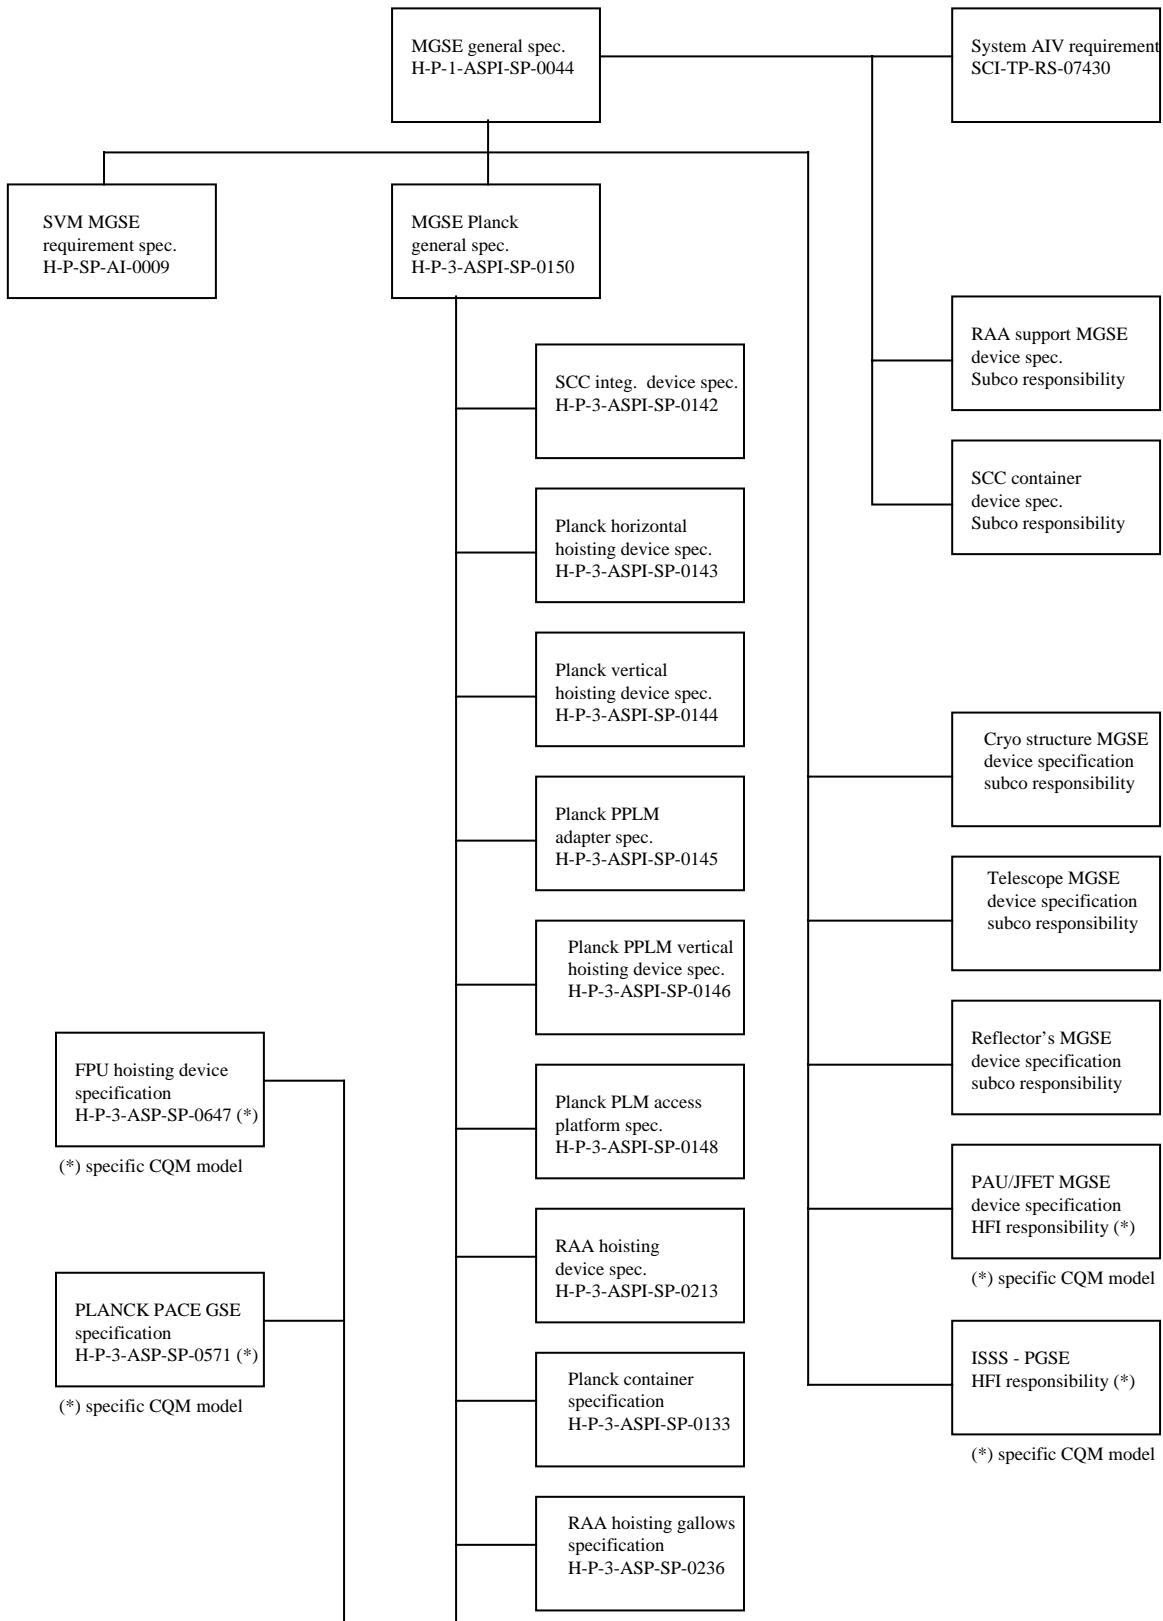 MGSE general spec.
H-P-1-ASPI-SP-0044
System AIV requirement
SCI-TP-RS-07430
SVM MGSE
requirement spec.
H-P-SP-AI-0009
MGSE Planck
general spec.
H-P-3-ASPI-SP-0150
RAA support MGSE
device spec.
Subco responsibility
SCC integ. device spec.
H-P-3-ASPI-SP-0142
SCC container
device spec.
Subco responsibility
Planck horizontal
hoisting device spec.
H-P-3-ASPI-SP-0143
Planck vertical
hoisting device spec.
H-P-3-ASPI-SP-0144
Cryo structure MGSE
device specification
subco responsibility
Planck PPLM
adapter spec.
H-P-3-ASPI-SP-0145
Telescope MGSE
device specification
subco responsibility
Planck PPLM vertical
hoisting device spec.
H-P-3-ASPI-SP-0146
Reflector's MGSE
device specification
subco responsibility
FPU hoisting device
specification
H-P-3-ASP-SP-0647 (*)
(*) specific CQM model
Planck PLM access
platform spec.
H-P-3-ASPI-SP-0148
PAU/JFET MGSE
device specification
HFI responsibility (*)
(*) specific CQM model
RAA hoisting
device spec.
H-P-3-ASPI-SP-0213
PLANCK PACE GSE
specification
H-P-3-ASP-SP-0571 (*)
(*) specific CQM model
ISSS - PGSE
HFI responsibility (*)
(*) specific CQM model
Planck container
specification
H-P-3-ASPI-SP-0133
RAA hoisting gallows
specification
H-P-3-ASP-SP-0236